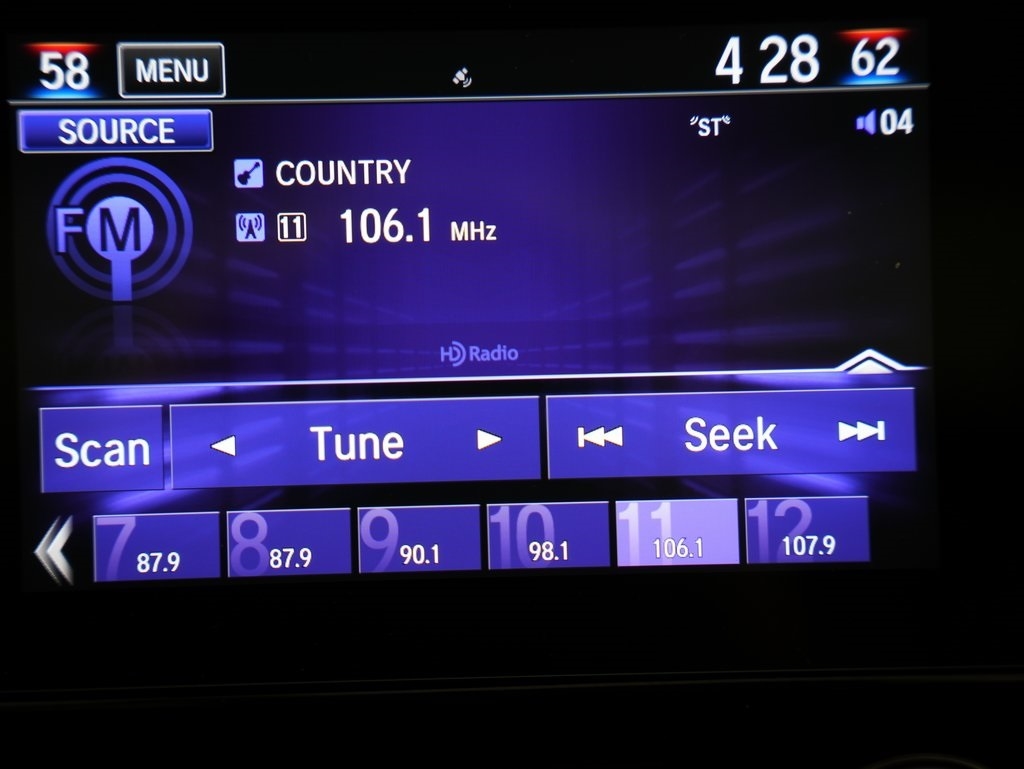 58 MENU 4 28 62
SOURCE "ST" 04
FM COUNTRY
11 106.1 MHz
HD Radio
Scan Tune Seek
7 8 9 10 11 12
87.9 87.9 90.1 98.1 106.1 107.9